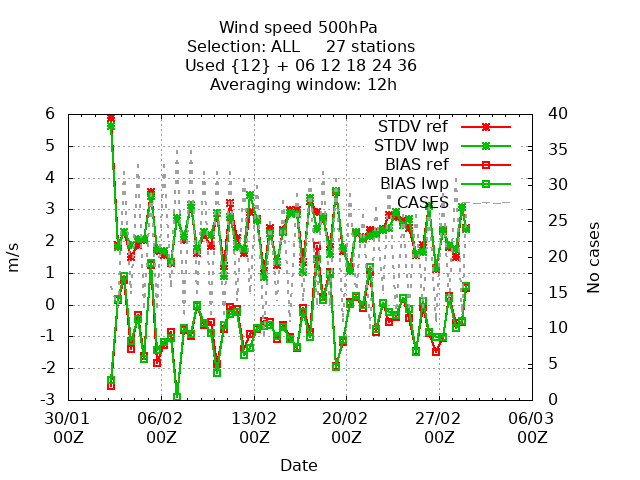 Wind speed 500hPa
Selection: ALL 27 stations
Used {12} + 06 12 18 24 36
Averaging window: 12h
6
5
4
3
2
1
0
-1
-2
-3
m/s
40
35
30
25
20
15
10
5
0
No cases
STDV ref
STDV lwp
BIAS ref
BIAS lwp
CASES
30/01 06/02 13/02 20/02 27/02 06/03
00Z 00Z 00Z 00Z 00Z 00Z
Date